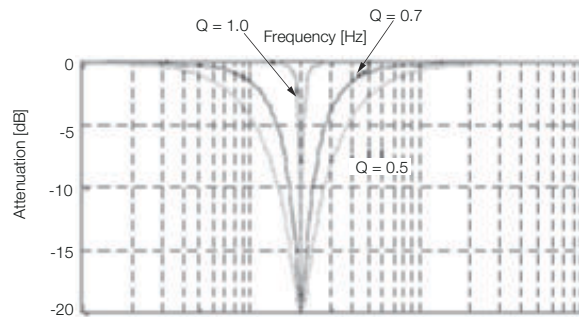 Q = 1.0
Q = 0.7
Frequency [Hz]
0
-5
-10
-15
-20
Attenuation [dB]
Q = 0.5